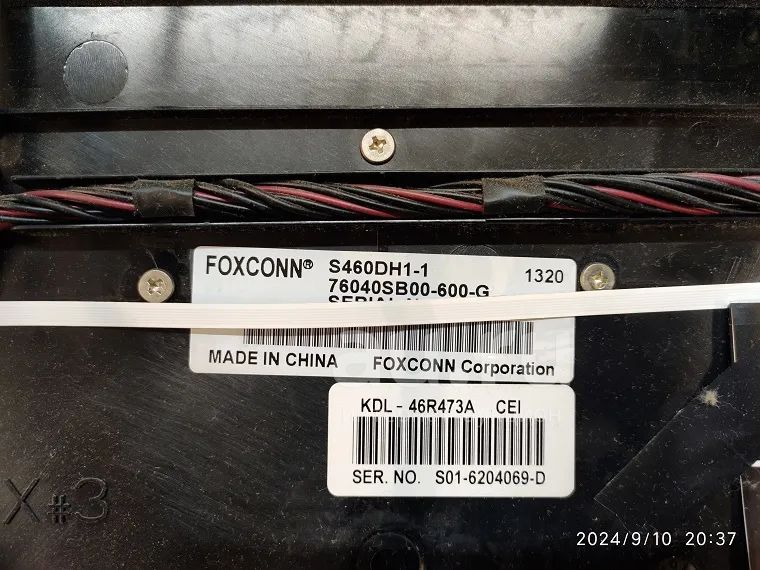 FOXCONN® S460DH1-1 1320
76040SB00-600-G
SERIAL
MADE IN CHINA FOXCONN Corporation
KDL - 46R473A CEI
SER. NO. S01-6204069-D
X#3
2024/9/10 20:37